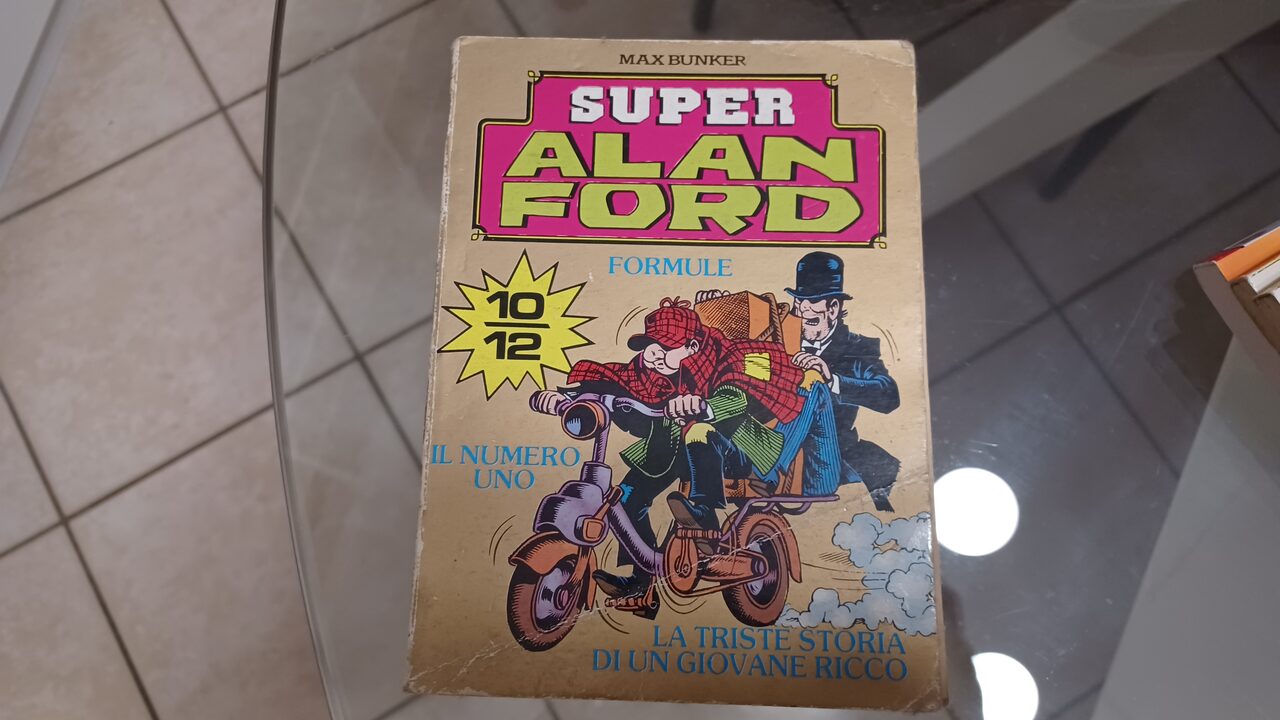 MAX BUNKER
SUPER
ALAN
FORD
FORMULE
10
12
IL NUMERO
UNO
LA TRISTE STORIA
DI UN GIOVANE RICCO